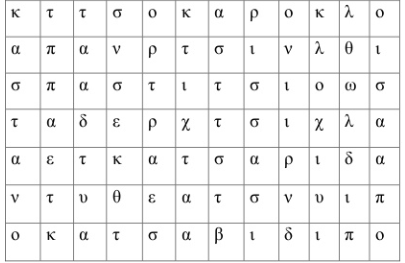 κ τ τ σ ο κ α ρ ο κ λ ο
α π α ν ρ τ σ ι ν λ θ ι
σ π α σ τ ι τ σ ι ο ω σ
τ α δ ε ρ χ τ σ ι χ λ α
α ε τ κ α τ σ α ρ ι δ α
ν τ υ θ ε α τ σ ν υ ι π
ο κ α τ σ α β ι δ ι π ο